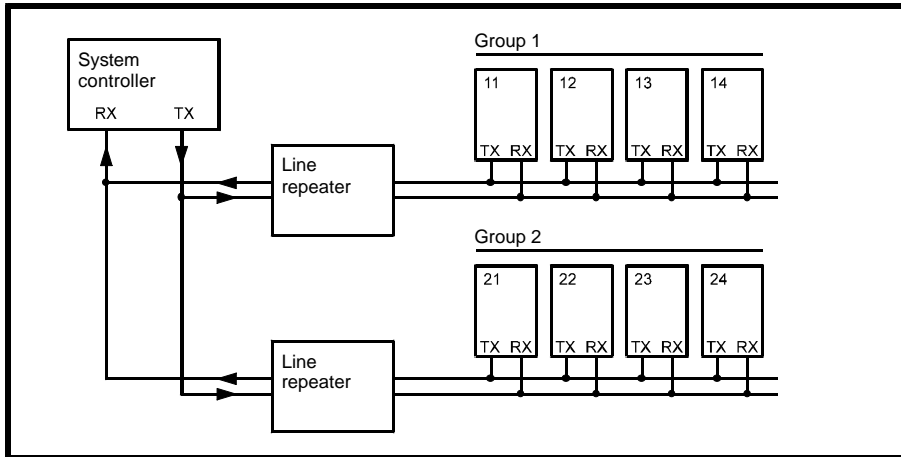 System
controller
RX TX
Line
repeater
Group 1
11 12 13 14
TX RX TX RX TX RX TX RX
Group 2
21 22 23 24
TX RX TX RX TX RX TX RX
Line
repeater